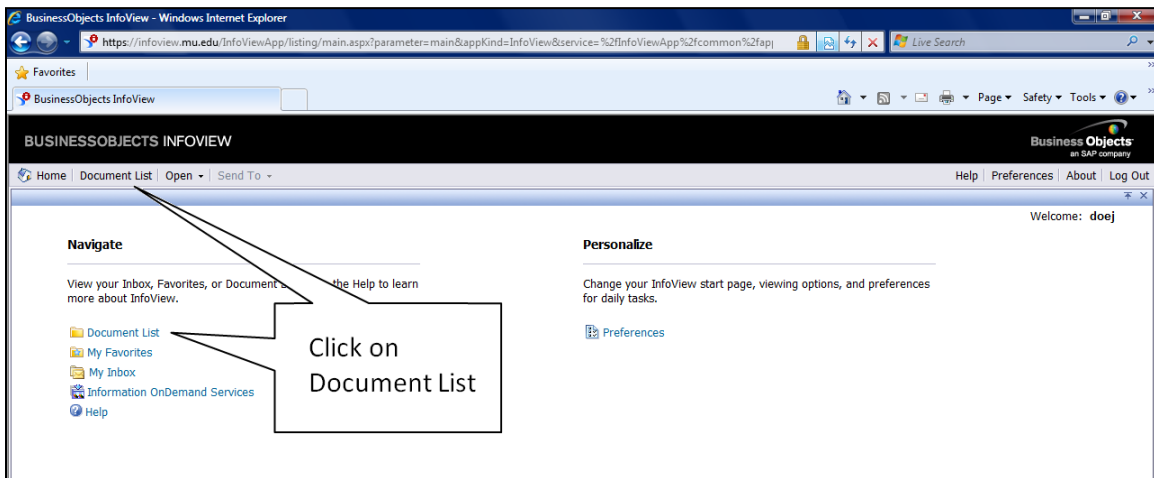 BusinessObjects InfoView - Windows Internet Explorer
https://infoview.mu.edu/InfoViewApp/listing/main.aspx?parameter=main&appKind=InfoView&service=%2fInfoViewApp%2fcommon%2fap
Live Search
Favorites
BusinessObjects InfoView
Page Safety Tools
BUSINESSOBJECTS INFOVIEW
Business Objects
an SAP company
Home Document List Open Send To Help Preferences About Log Out
Welcome: doej
Navigate Personalize
View your Inbox, Favorites, or Document the Help to learn
more about InfoView.
Change your InfoView start page, viewing options, and preferences
for daily tasks.
Document List
My Favorites
My Inbox
Information OnDemand Services
Help
Preferences
Click on
Document List